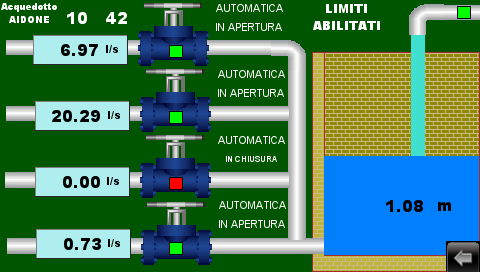 Acquedotto
AIDONE
10 42
AUTOMATICA
IN APERTURA
LIMITI
ABILITATI
6.97 l/s
AUTOMATICA
IN APERTURA
20.29 l/s
AUTOMATICA
IN CHIUSURA
0.00 l/s
AUTOMATICA
IN APERTURA
0.73 l/s
1.08 m